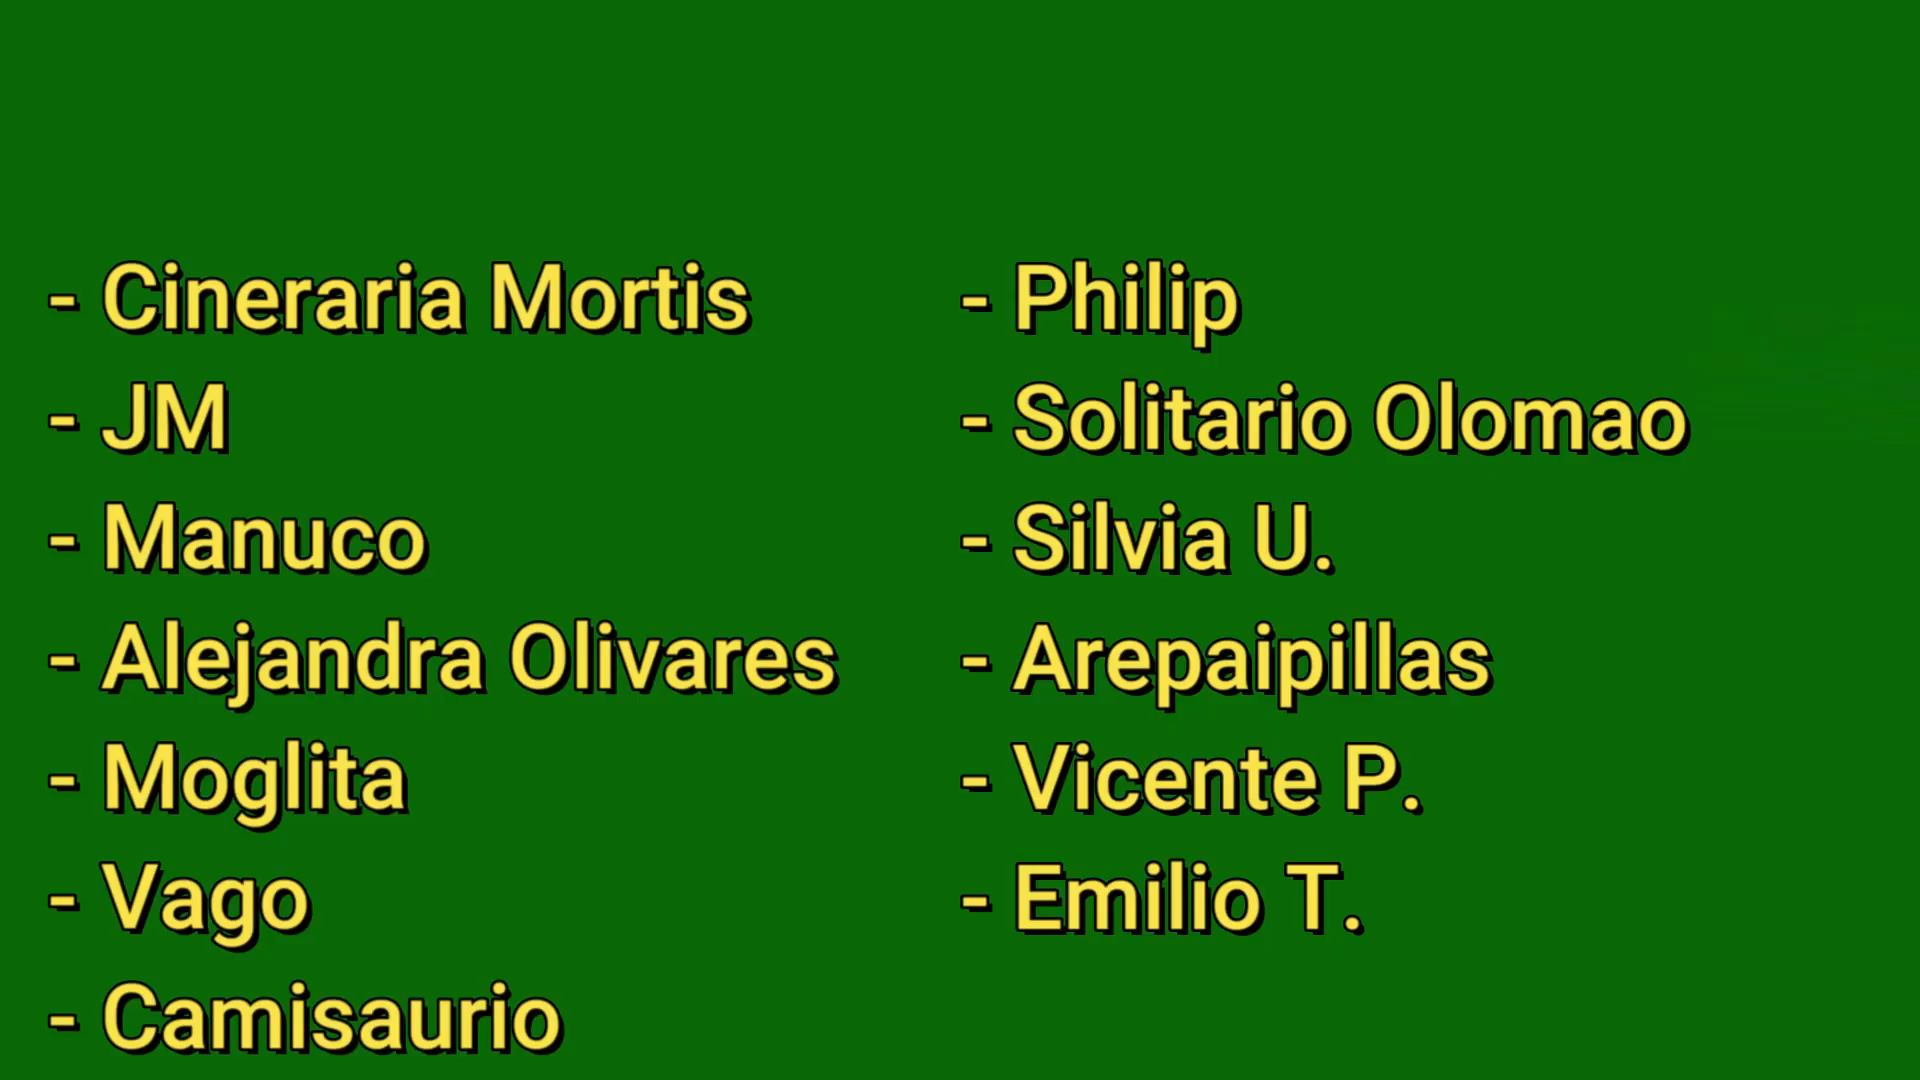 - Cineraria Mortis
- JM
- Manuco
- Alejandra Olivares
- Moglita
- Vago
- Camisaurio
- Philip
- Solitario Olomao
- Silvia U.
- Arepaipillas
- Vicente P.
- Emilio T.